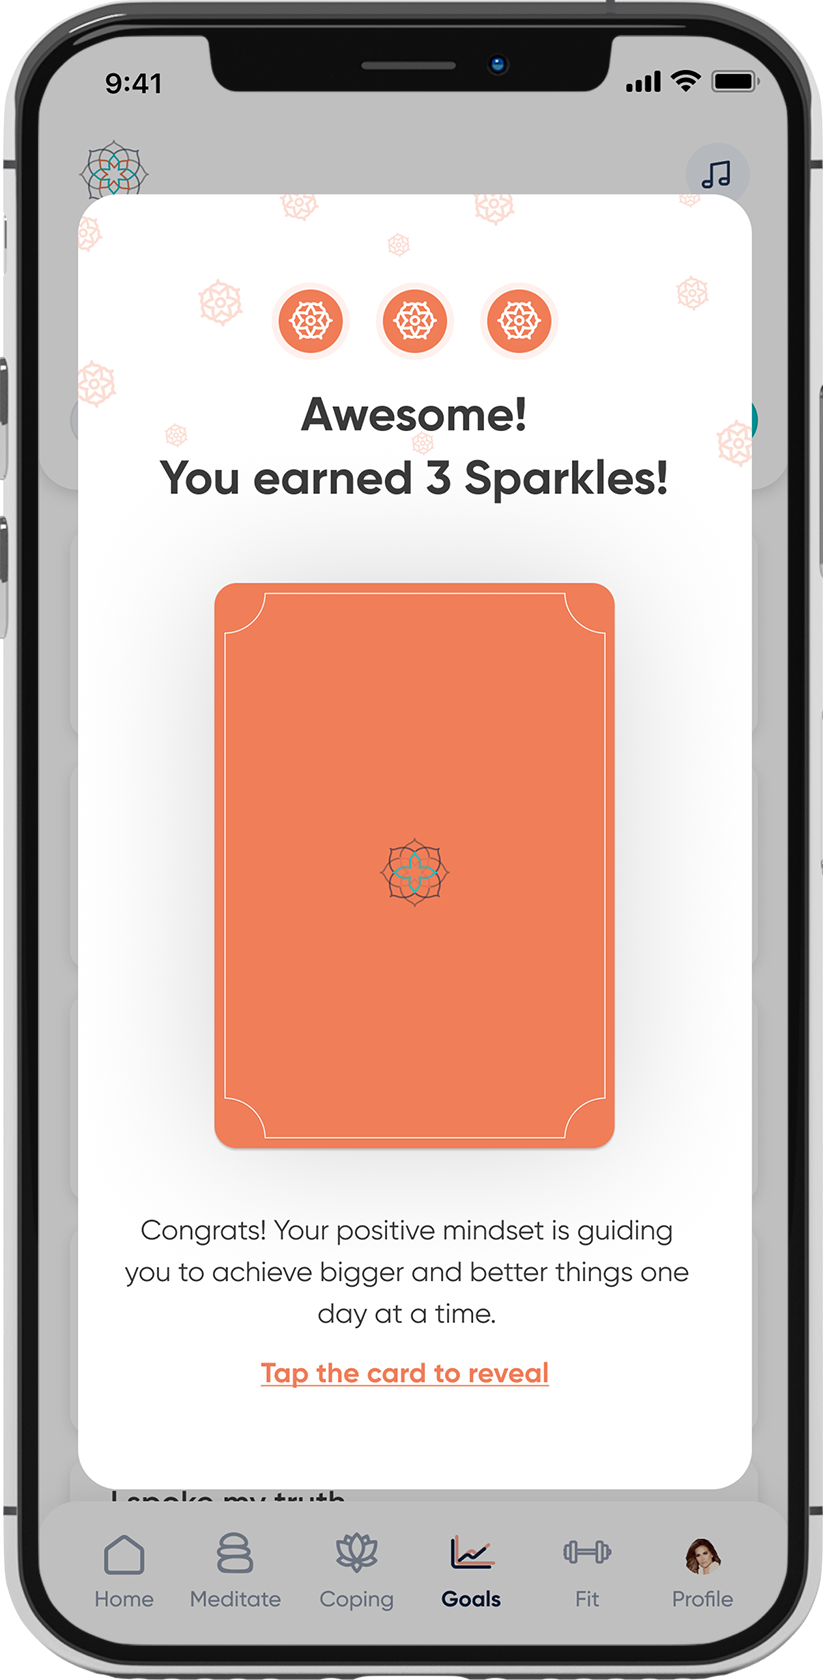 9:41
Awesome!
You earned 3 Sparkles!
Congrats! Your positive mindset is guiding
you to achieve bigger and better things one
day at a time.
Tap the card to reveal
I spoke my truth
Home Meditate Coping Goals Fit Profile